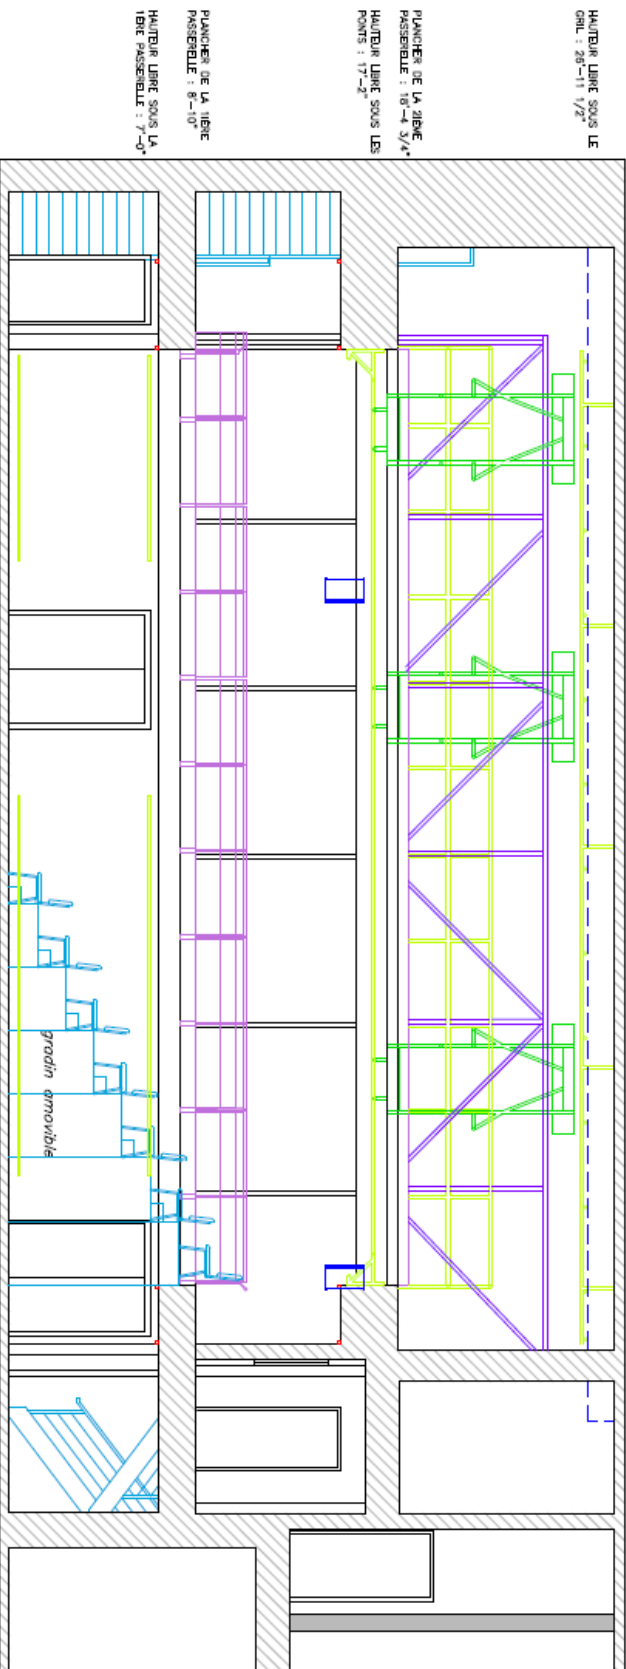 HAUTEUR LIBRE SOUS LE
GRIL : 26'-11 1/2"
PLANCHER DE LA 2IÈME
PASSERELLE : 18'-4 3/4"
HAUTEUR LIBRE SOUS LES
PONTS : 17'-2"
PLANCHER DE LA 1IÈRE
PASSERELLE : 8'-10"
HAUTEUR LIBRE SOUS LA
1ÈRE PASSERELLE : 7'-0"
gradin amovible